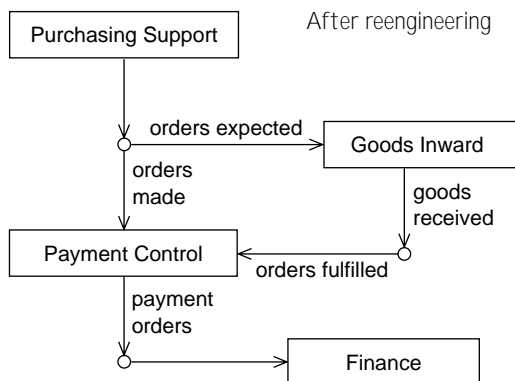 After reengineering
Purchasing Support
orders expected
Goods Inward
orders
made
goods
received
Payment Control
orders fulfilled
payment
orders
Finance